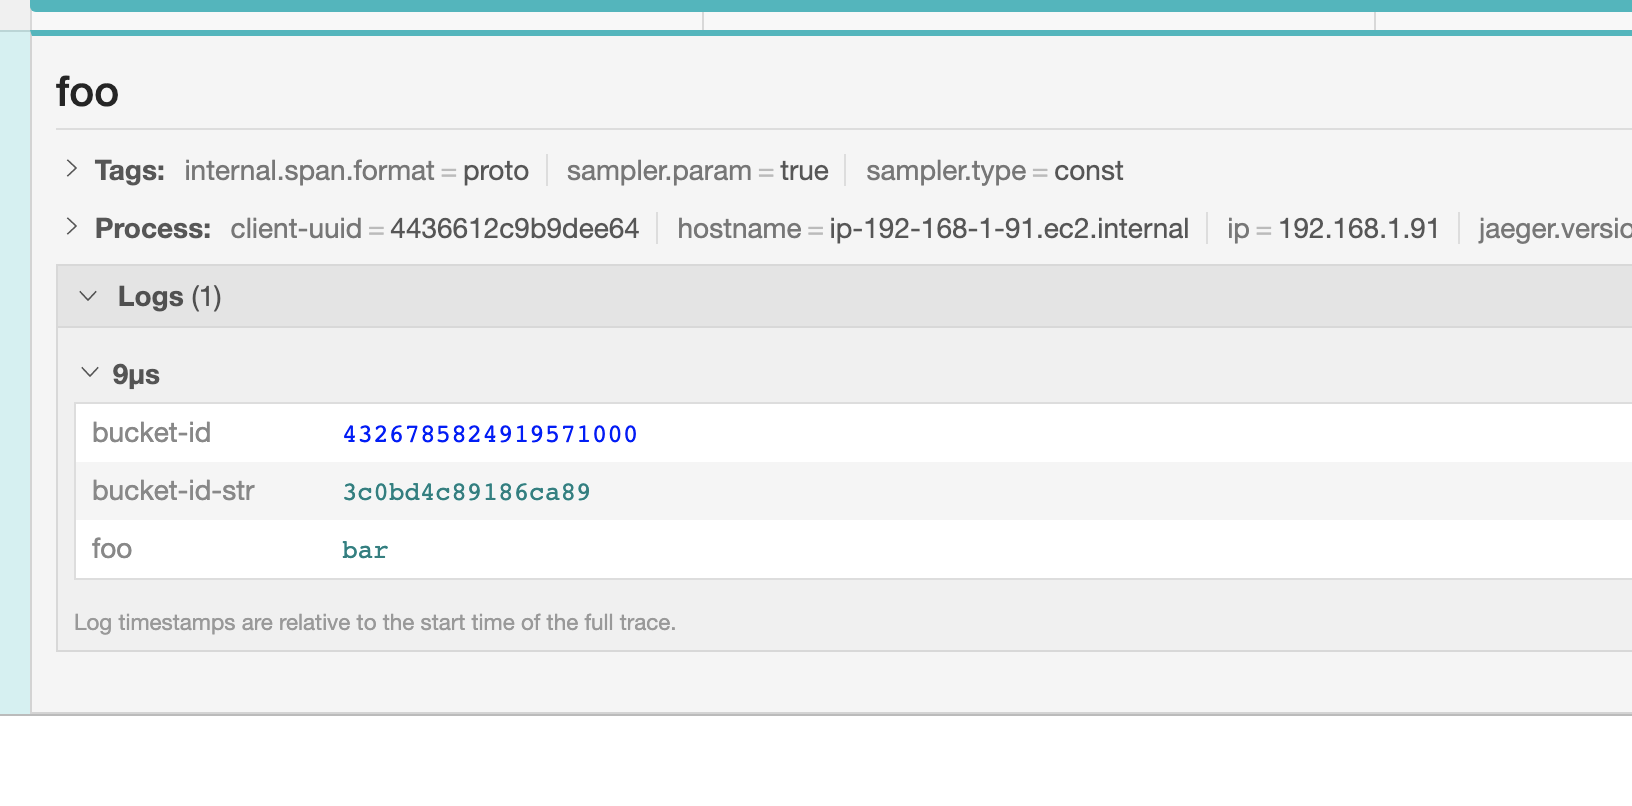 foo
Tags: internal.span.format = proto | sampler.param = true | sampler.type = const
Process: client-uuid = 4436612c9b9dee64 | hostname = ip-192-168-1-91.ec2.internal | ip = 192.168.1.91 | jaeger.versio
Logs (1)
9μs
bucket-id 4326785824919571000
bucket-id-str 3c0bd4c89186ca89
foo bar
Log timestamps are relative to the start time of the full trace.